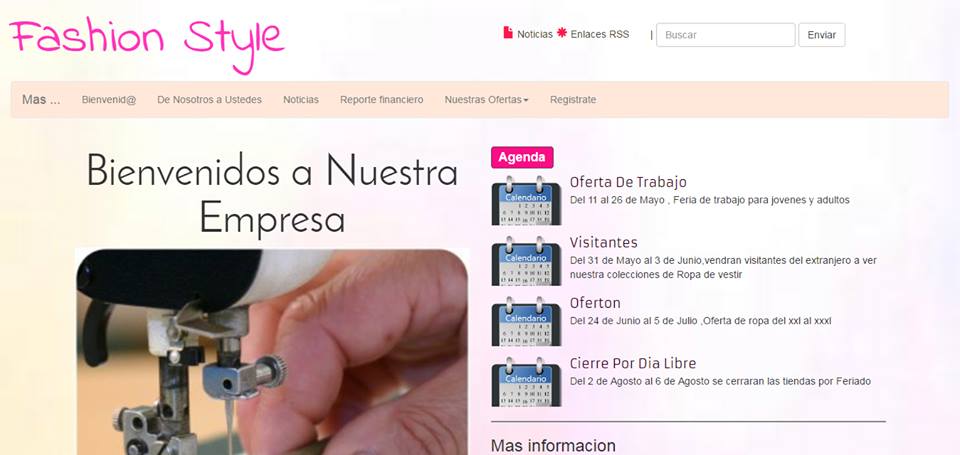 Fashion Style
Noticias Enlaces RSS | Buscar Enviar
Mas ... Bienvenid@ De Nosotros a Ustedes Noticias Reporte financiero Nuestras Ofertas Registrate
Bienvenidos a Nuestra
Empresa
Agenda
Calendario
Oferta De Trabajo
Del 11 al 26 de Mayo , Feria de trabajo para jovenes y adultos
Calendario
Visitantes
Del 31 de Mayo al 3 de Junio,vendran visitantes del extranjero a ver
nuestra colecciones de Ropa de vestir
Calendario
Oferton
Del 24 de Junio al 5 de Julio ,Oferta de ropa del xxl al xxxl
Calendario
Cierre Por Dia Libre
Del 2 de Agosto al 6 de Agosto se cerraran las tiendas por Feriado
Mas informacion